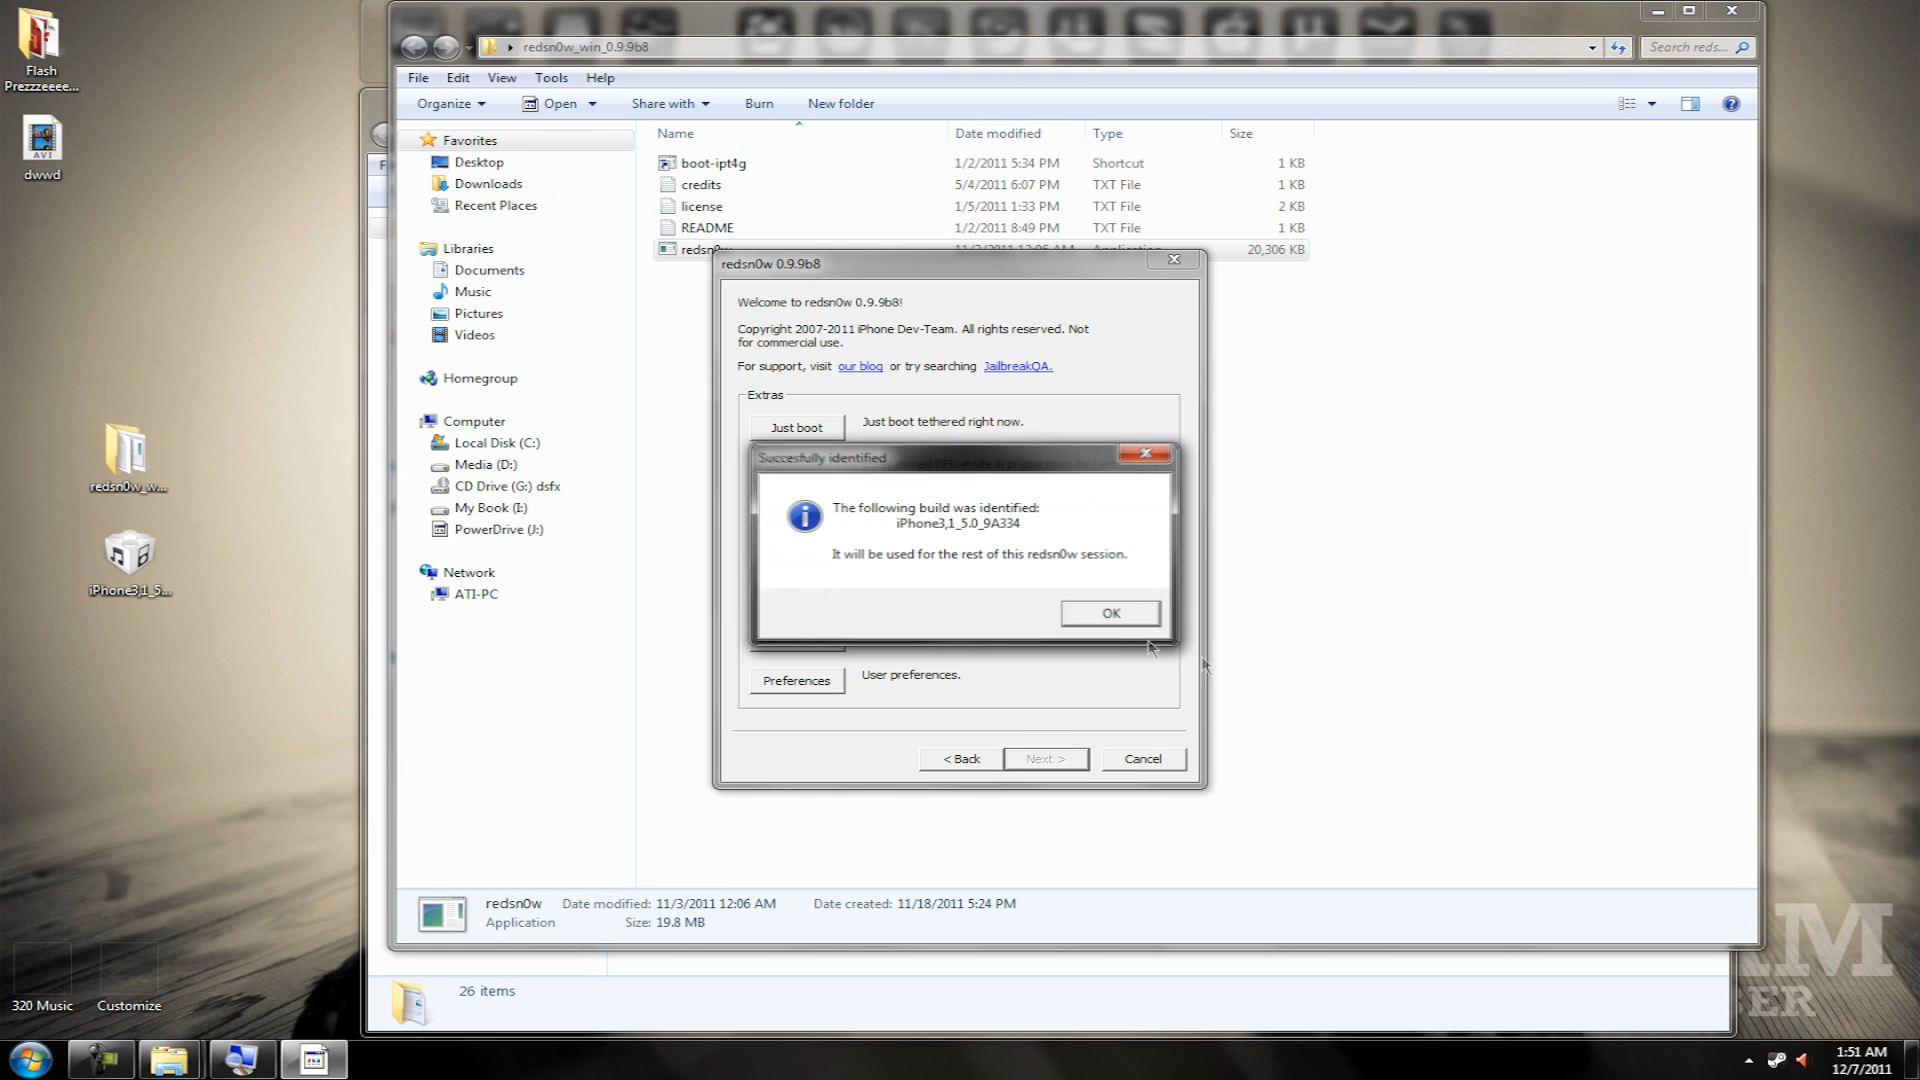 Flash
Prezzzeeee...
dwwd
redsn0w_w...
iPhone3,1_5...
320 Music
Customize
redsn0w_win_0.9.9b8
Search reds...
File Edit View Tools Help
Organize Open Share with Burn New folder
Favorites
Desktop
Downloads
Recent Places
Libraries
Documents
Music
Pictures
Videos
Homegroup
Computer
Local Disk (C:)
Media (D:)
CD Drive (G:) dsfx
My Book (I:)
PowerDrive (J:)
Network
ATI-PC
Name Date modified Type Size
boot-ipt4g 1/2/2011 5:34 PM Shortcut 1 KB
credits 5/4/2011 6:07 PM TXT File 1 KB
license 1/5/2011 1:33 PM TXT File 2 KB
README 1/2/2011 8:49 PM TXT File 1 KB
redsn0w 11/3/2011 12:06 AM Application 20,306 KB
redsn0w 0.9.9b8
Welcome to redsn0w 0.9.9b8!
Copyright 2007-2011 iPhone Dev-Team. All rights reserved. Not
for commercial use.
For support, visit our blog or try searching JailbreakQA.
Extras
Just boot Just boot tethered right now.
Succesfully identified
The following build was identified:
iPhone3,1_5.0_9A334
It will be used for the rest of this redsn0w session.
OK
Preferences User preferences.
< Back Next > Cancel
redsn0w Date modified: 11/3/2011 12:06 AM Date created: 11/18/2011 5:24 PM
Application Size: 19.8 MB
26 items
1:51 AM
12/7/2011